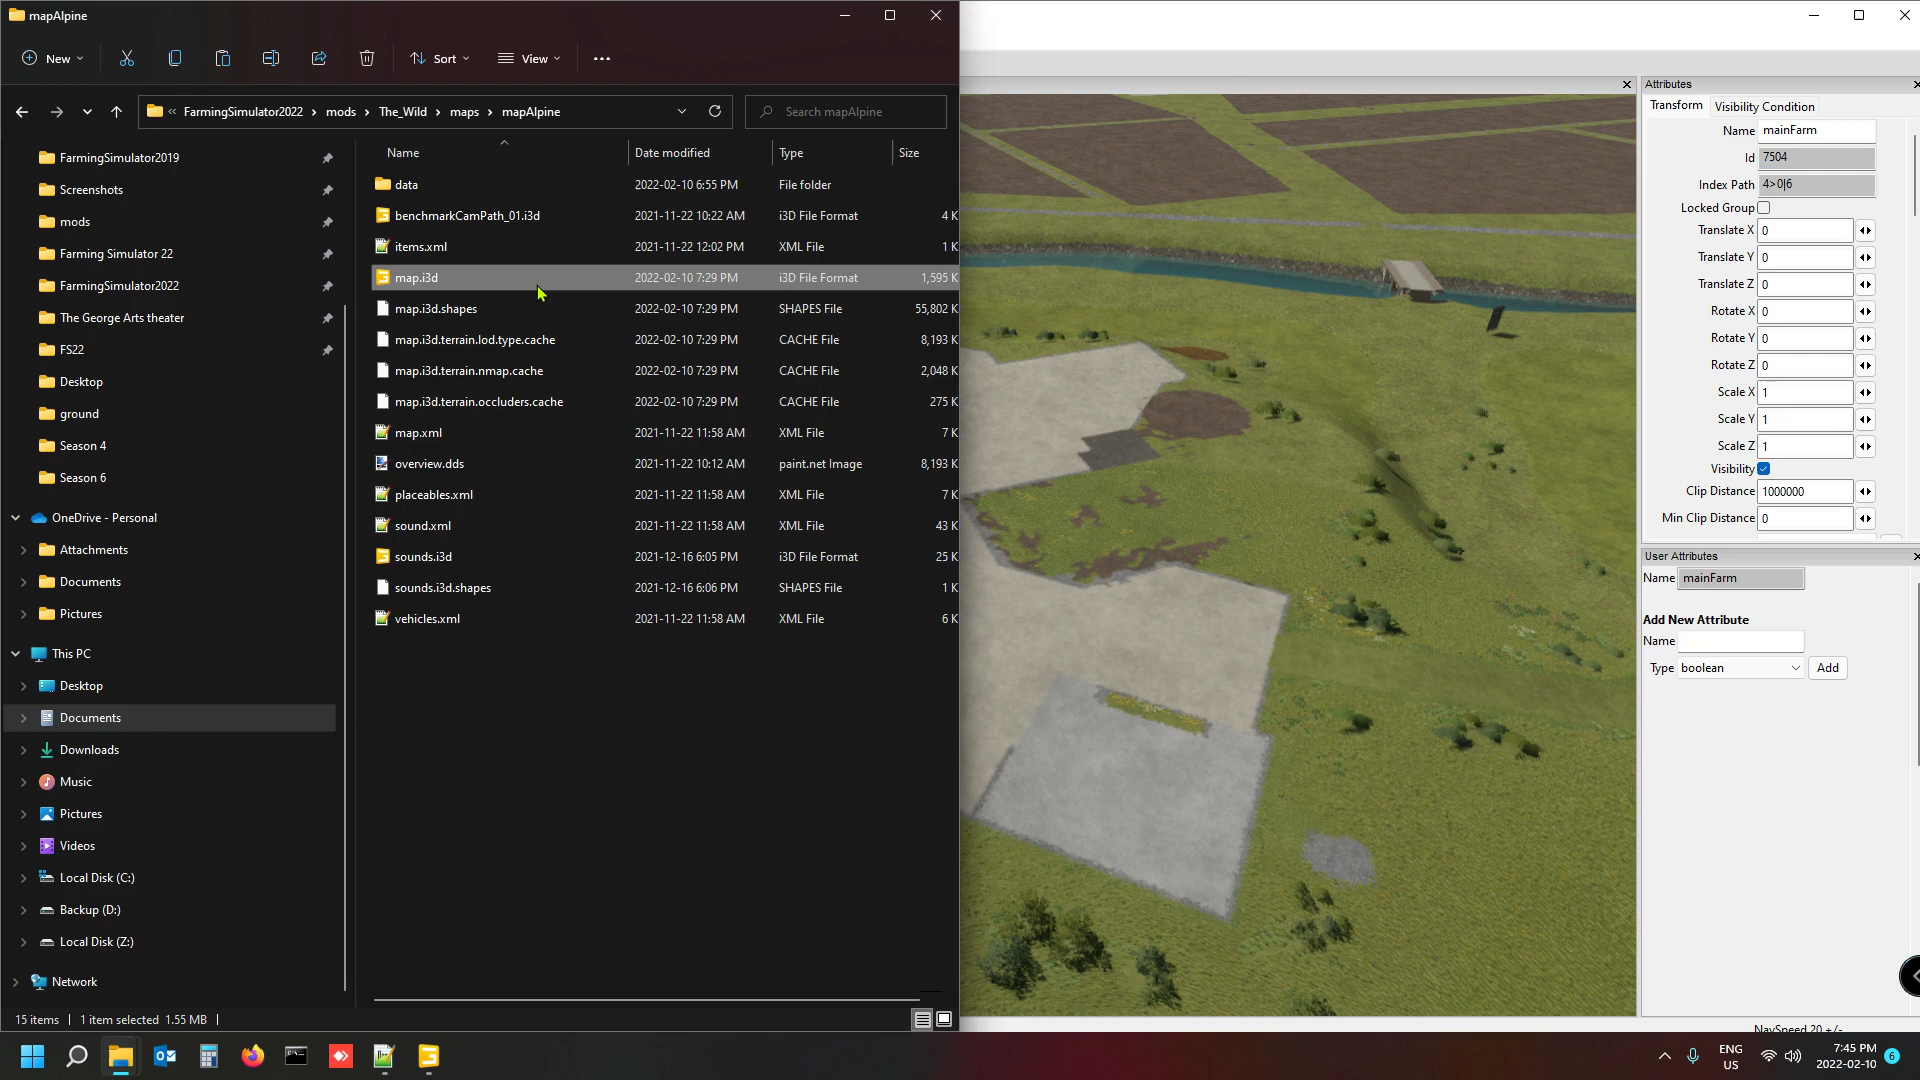 mapAlpine
New
Sort
View
FarmingSimulator2022 > mods > The_Wild > maps > mapAlpine
Search mapAlpine
Name Date modified Type Size
FarmingSimulator2019
Screenshots
mods
Farming Simulator 22
FarmingSimulator2022
The George Arts theater
FS22
Desktop
ground
Season 4
Season 6
OneDrive - Personal
Attachments
Documents
Pictures
This PC
Desktop
Documents
Downloads
Music
Pictures
Videos
Local Disk (C:)
Backup (D:)
Local Disk (Z:)
Network
data 2022-02-10 6:55 PM File folder
benchmarkCamPath_01.i3d 2021-11-22 10:22 AM i3D File Format 4 K
items.xml 2021-11-22 12:02 PM XML File 1 K
map.i3d 2022-02-10 7:29 PM i3D File Format 1,595 K
map.i3d.shapes 2022-02-10 7:29 PM SHAPES File 55,802 K
map.i3d.terrain.lod.type.cache 2022-02-10 7:29 PM CACHE File 8,193 K
map.i3d.terrain.nmap.cache 2022-02-10 7:29 PM CACHE File 2,048 K
map.i3d.terrain.occluders.cache 2022-02-10 7:29 PM CACHE File 275 K
map.xml 2021-11-22 11:58 AM XML File 7 K
overview.dds 2021-11-22 10:12 AM paint.net Image 8,193 K
placeables.xml 2021-11-22 11:58 AM XML File 7 K
sound.xml 2021-11-22 11:58 AM XML File 43 K
sounds.i3d 2021-12-16 6:05 PM i3D File Format 25 K
sounds.i3d.shapes 2021-12-16 6:06 PM SHAPES File 1 K
vehicles.xml 2021-11-22 11:58 AM XML File 6 K
15 items | 1 item selected 1.55 MB |
Attributes
Transform Visibility Condition
Name mainFarm
Id 7504
Index Path 4>0|6
Locked Group
Translate X 0
Translate Y 0
Translate Z 0
Rotate X 0
Rotate Y 0
Rotate Z 0
Scale X 1
Scale Y 1
Scale Z 1
Visibility
Clip Distance 1000000
Min Clip Distance 0
User Attributes
Name mainFarm
Add New Attribute
Name
Type boolean Add
NavSpeed 20 +/-
ENG
US
7:45 PM
2022-02-10
6